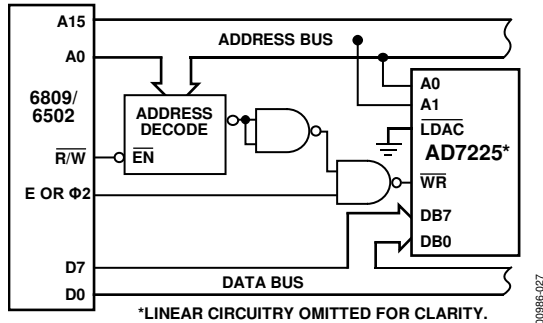 A15
ADDRESS BUS
A0
6809/
6502
ADDRESS
DECODE
R/W
EN
E OR Φ2
D7
D0
DATA BUS
A0
A1
LDAC
AD7225*
WR
DB7
DB0
*LINEAR CIRCUITRY OMITTED FOR CLARITY.
00986-027